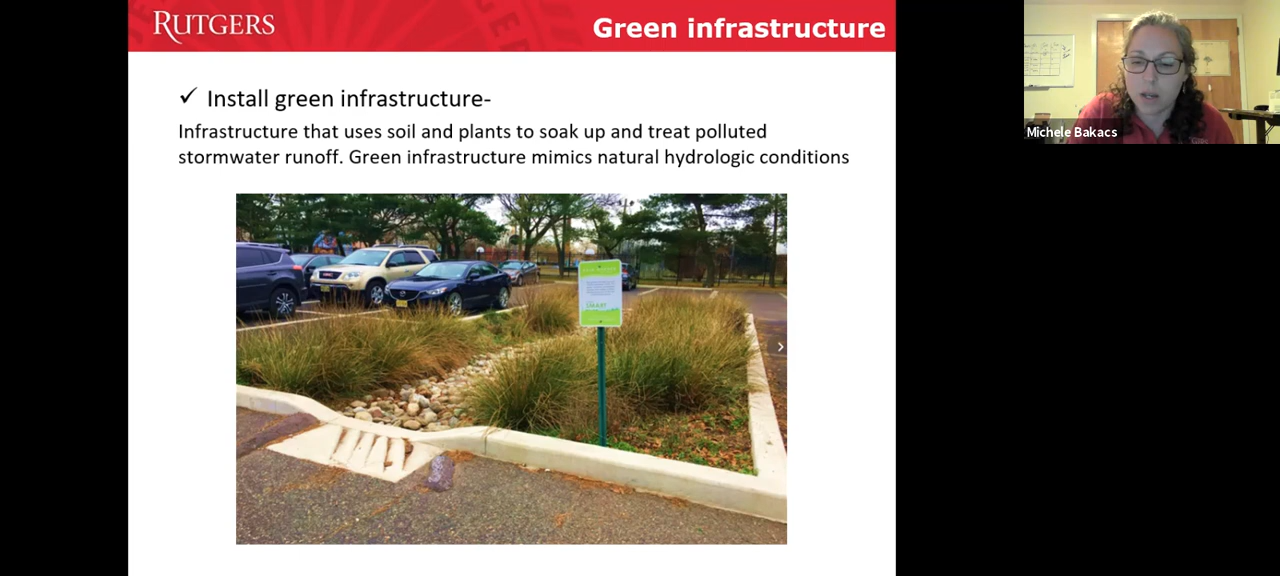 RUTGERS
Green infrastructure
✓ Install green infrastructure-
Infrastructure that uses soil and plants to soak up and treat polluted
stormwater runoff. Green infrastructure mimics natural hydrologic conditions
Michele Bakacs